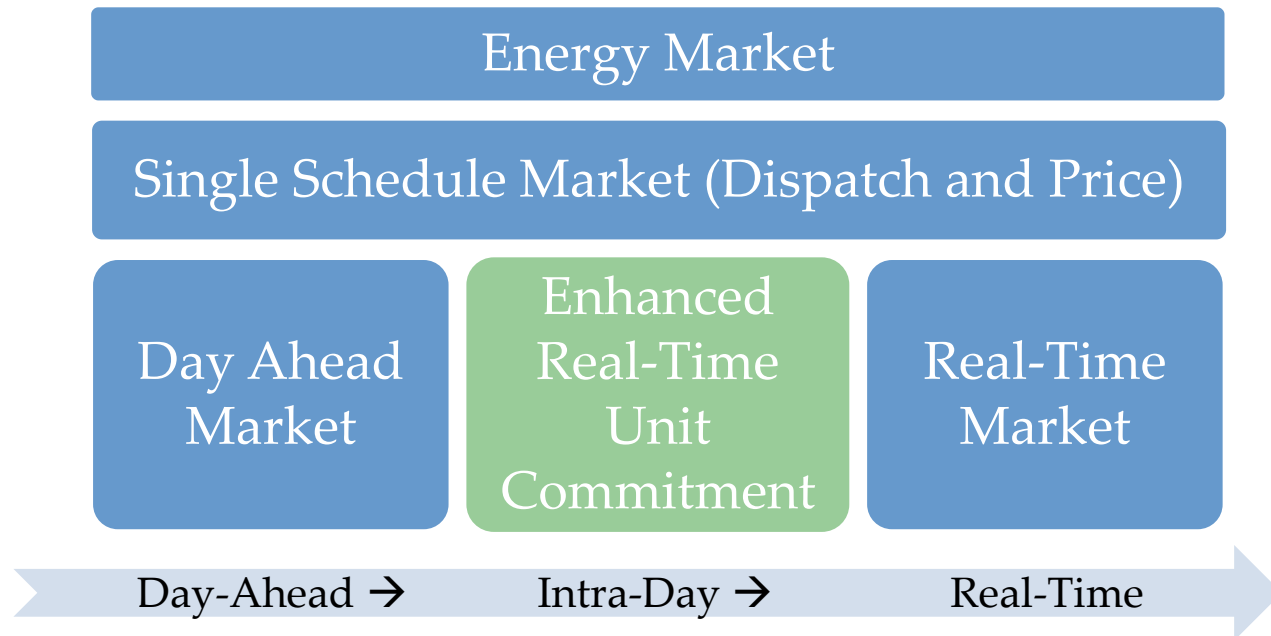 Energy Market
Single Schedule Market (Dispatch and Price)
Day Ahead
Market
Enhanced
Real-Time
Unit
Commitment
Real-Time
Market
Day-Ahead →
Intra-Day →
Real-Time